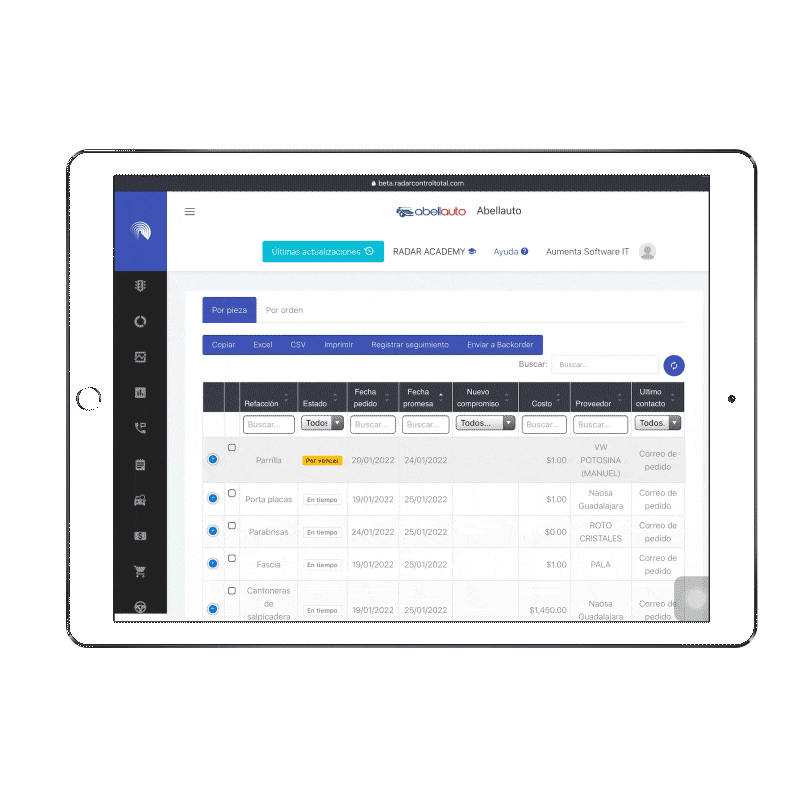 beta.radarcontroltotal.com
abellauto Abellauto
Últimas actualizaciones RADAR ACADEMY Ayuda Aumenta Software IT
Por pieza Por orden
Copiar Excel CSV Imprimir Registrar seguimiento Enviar a Backorder
Buscar: Buscar...
Refacción Estado Fecha pedido Fecha promesa Nuevo compromiso Costo Proveedor Ultimo contacto
Buscar... Todos Buscar... Buscar... Todos... Buscar... Buscar... Todos.
Parrilla Por vencer 20/01/2022 24/01/2022 $1.00 VW POTOSINA (MANUEL) Correo de pedido
Porta placas En tiempo 19/01/2022 25/01/2022 $1.00 Naosa Guadalajara Correo de pedido
Parabrisas En tiempo 24/01/2022 25/01/2022 $0.00 ROTO CRISTALES Correo de pedido
Fascia En tiempo 19/01/2022 25/01/2022 $1.00 PALA Correo de pedido
Cantoneras de salpicadera En tiempo 19/01/2022 25/01/2022 $1,450.00 Naosa Guadalajara Correo de pedido